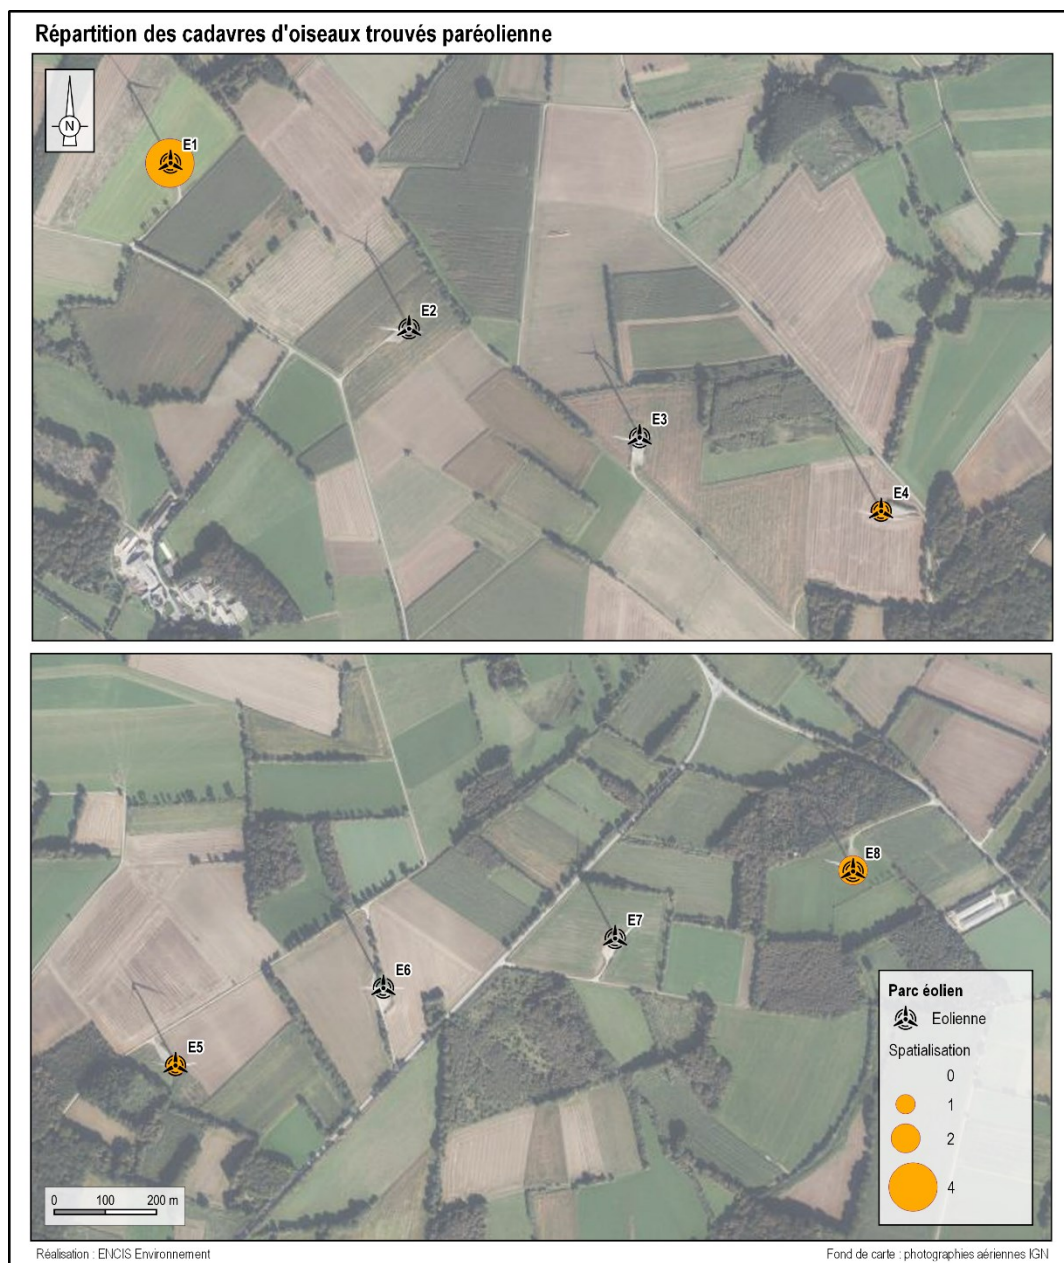 Répartition des cadavres d'oiseaux trouvés paréolienne
N
E1
E2
E3
E4
E8
E7
E6
E5
Parc éolien
Eolienne
Spatialisation
0
1
2
4
0 100 200 m
Réalisation : ENCIS Environnement
Fond de carte : photographies aériennes IGN